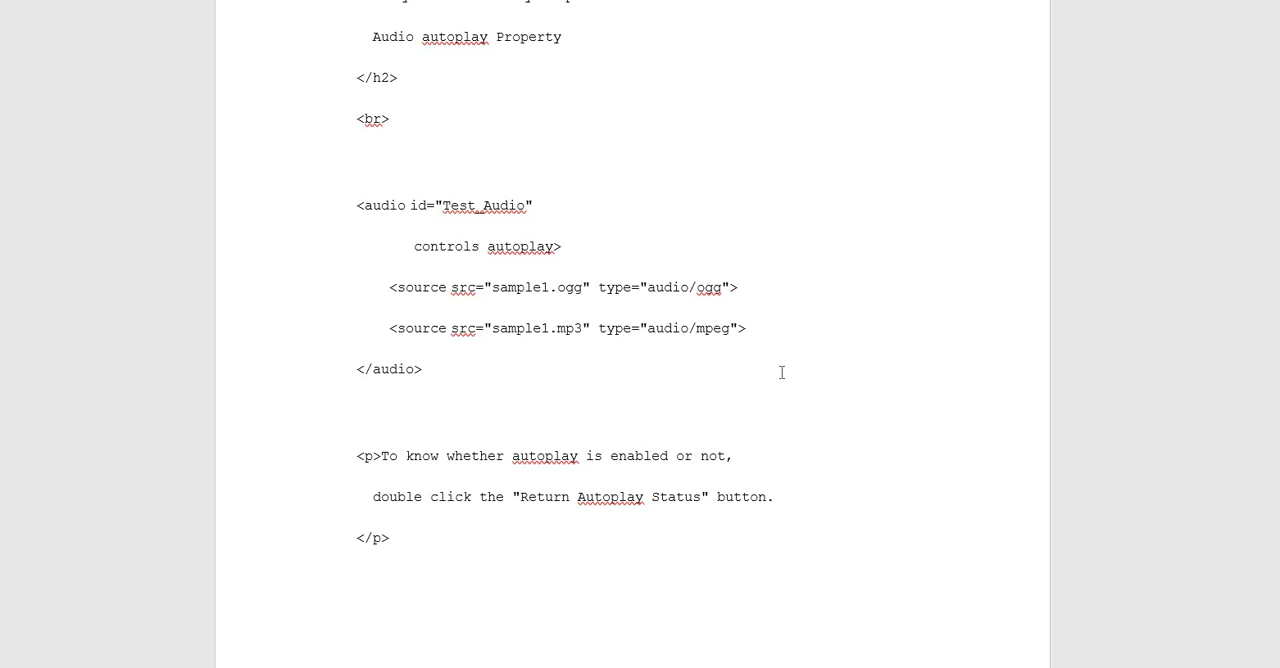 Audio autoplay Property
</h2>
<br>
<audio id="Test_Audio"
controls autoplay>
<source src="sample1.ogg" type="audio/ogg">
<source src="sample1.mp3" type="audio/mpeg">
</audio>
<p>To know whether autoplay is enabled or not,
double click the "Return Autoplay Status" button.
</p>